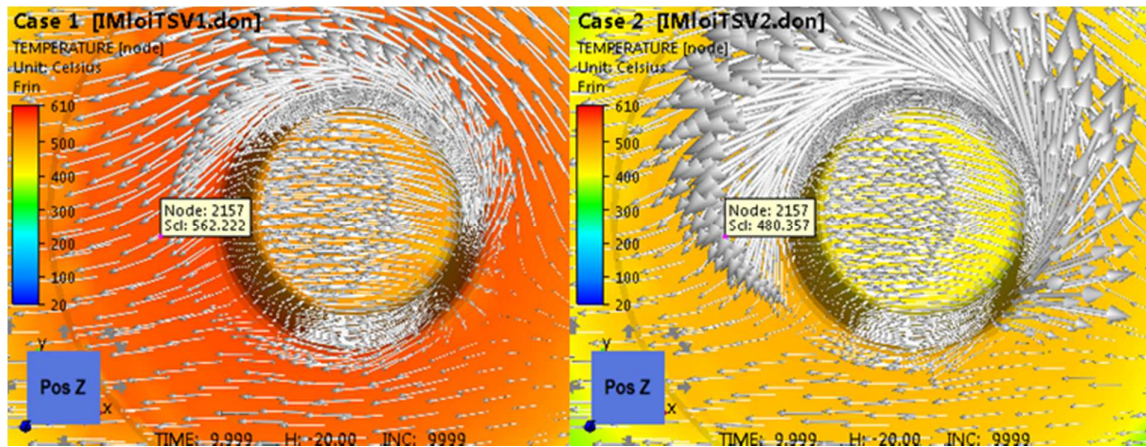 Case 1 [IMloiTSV1.don]
TEMPERATURE [node]
Unit: Celsius
Frin
610
500
400
300
200
100
20
Node: 2157
Scl: 562.222
y
Pos Z
x
TIME: 9.999 H: -20.00 INC: 9999
Case 2 [IMloiTSV2.don]
TEMPERATURE [node]
Unit: Celsius
Frin
610
500
400
300
200
100
20
Node: 2157
Scl: 480.357
y
Pos Z
x
TIME: 9.999 H: -20.00 INC: 9999